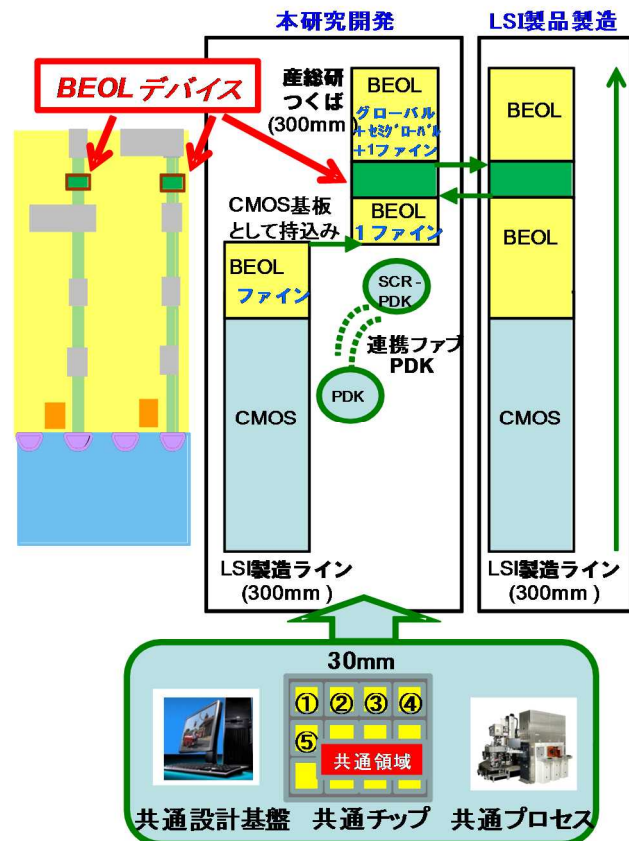 本研究開発
LSI製品製造
BEOLデバイス
産総研
つくば
(300mm)
BEOL
グローバル
+セミグローバル
+1ファイン
BEOL
CMOS基板
として持込み
BEOL
1ファイン
BEOL
ファイン
BEOL
SCR-
PDK
連携ファブ
PDK
PDK
CMOS
CMOS
LSI製造ライン
(300mm)
LSI製造ライン
(300mm)
30mm
①
②
③
④
⑤
共通領域
共通設計基盤
共通チップ
共通プロセス